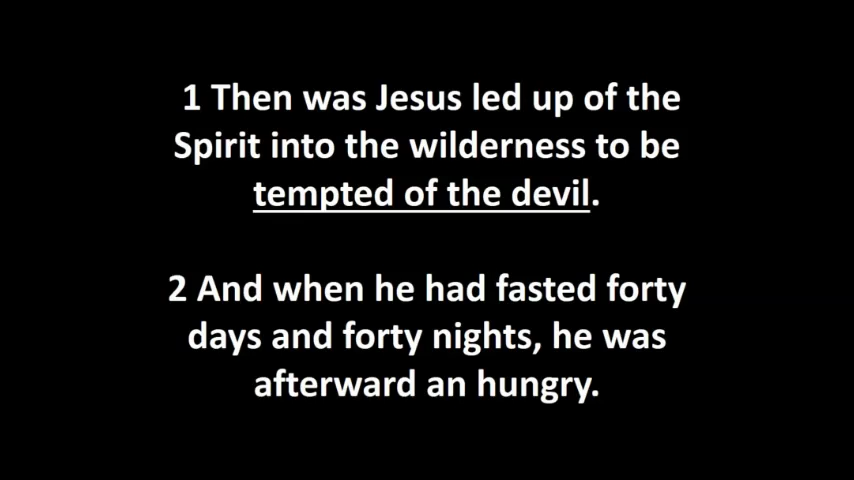 1 Then was Jesus led up of the
Spirit into the wilderness to be
tempted of the devil.
2 And when he had fasted forty
days and forty nights, he was
afterward an hungry.